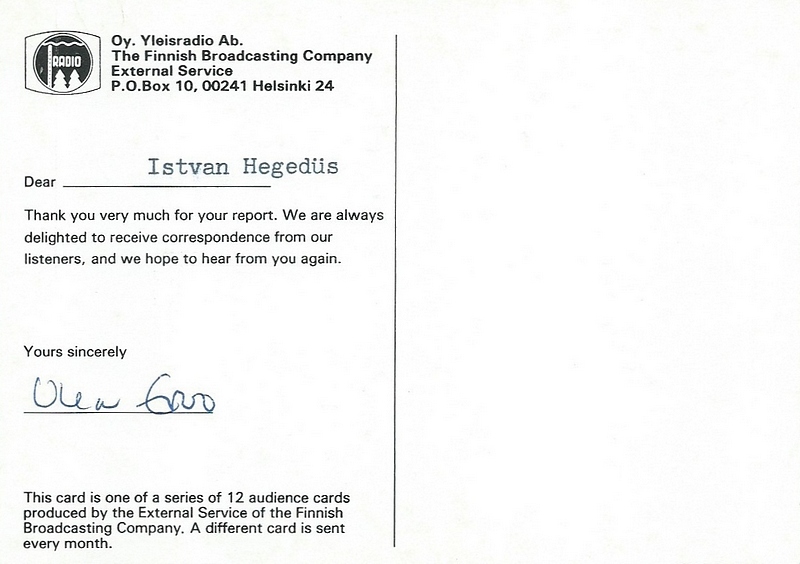 RADIO
Oy. Yleisradio Ab.
The Finnish Broadcasting Company
External Service
P.O.Box 10, 00241 Helsinki 24
Istvan Hegedüs
Dear
Thank you very much for your report. We are always
delighted to receive correspondence from our
listeners, and we hope to hear from you again.
Yours sincerely
This card is one of a series of 12 audience cards
produced by the External Service of the Finnish
Broadcasting Company. A different card is sent
every month.